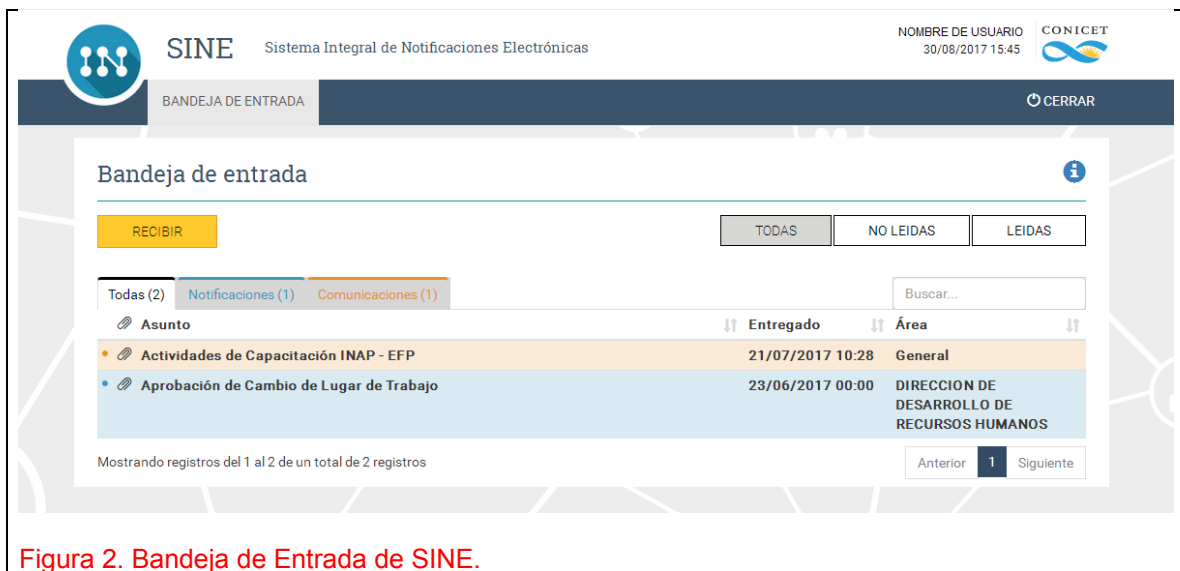 IN
SINE Sistema Integral de Notificaciones Electrónicas NOMBRE DE USUARIO CONICET
30/08/2017 15:45
BANDEJA DE ENTRADA CERRAR
Bandeja de entrada
RECIBIR TODAS NO LEIDAS LEIDAS
Todas (2) Notificaciones (1) Comunicaciones (1) Buscar...
Asunto Entregado Área
Actividades de Capacitación INAP - EFP 21/07/2017 10:28 General
Aprobación de Cambio de Lugar de Trabajo 23/06/2017 00:00 DIRECCION DE
DESARROLLO DE
RECURSOS HUMANOS
Mostrando registros del 1 al 2 de un total de 2 registros Anterior 1 Siguiente
Figura 2. Bandeja de Entrada de SINE.